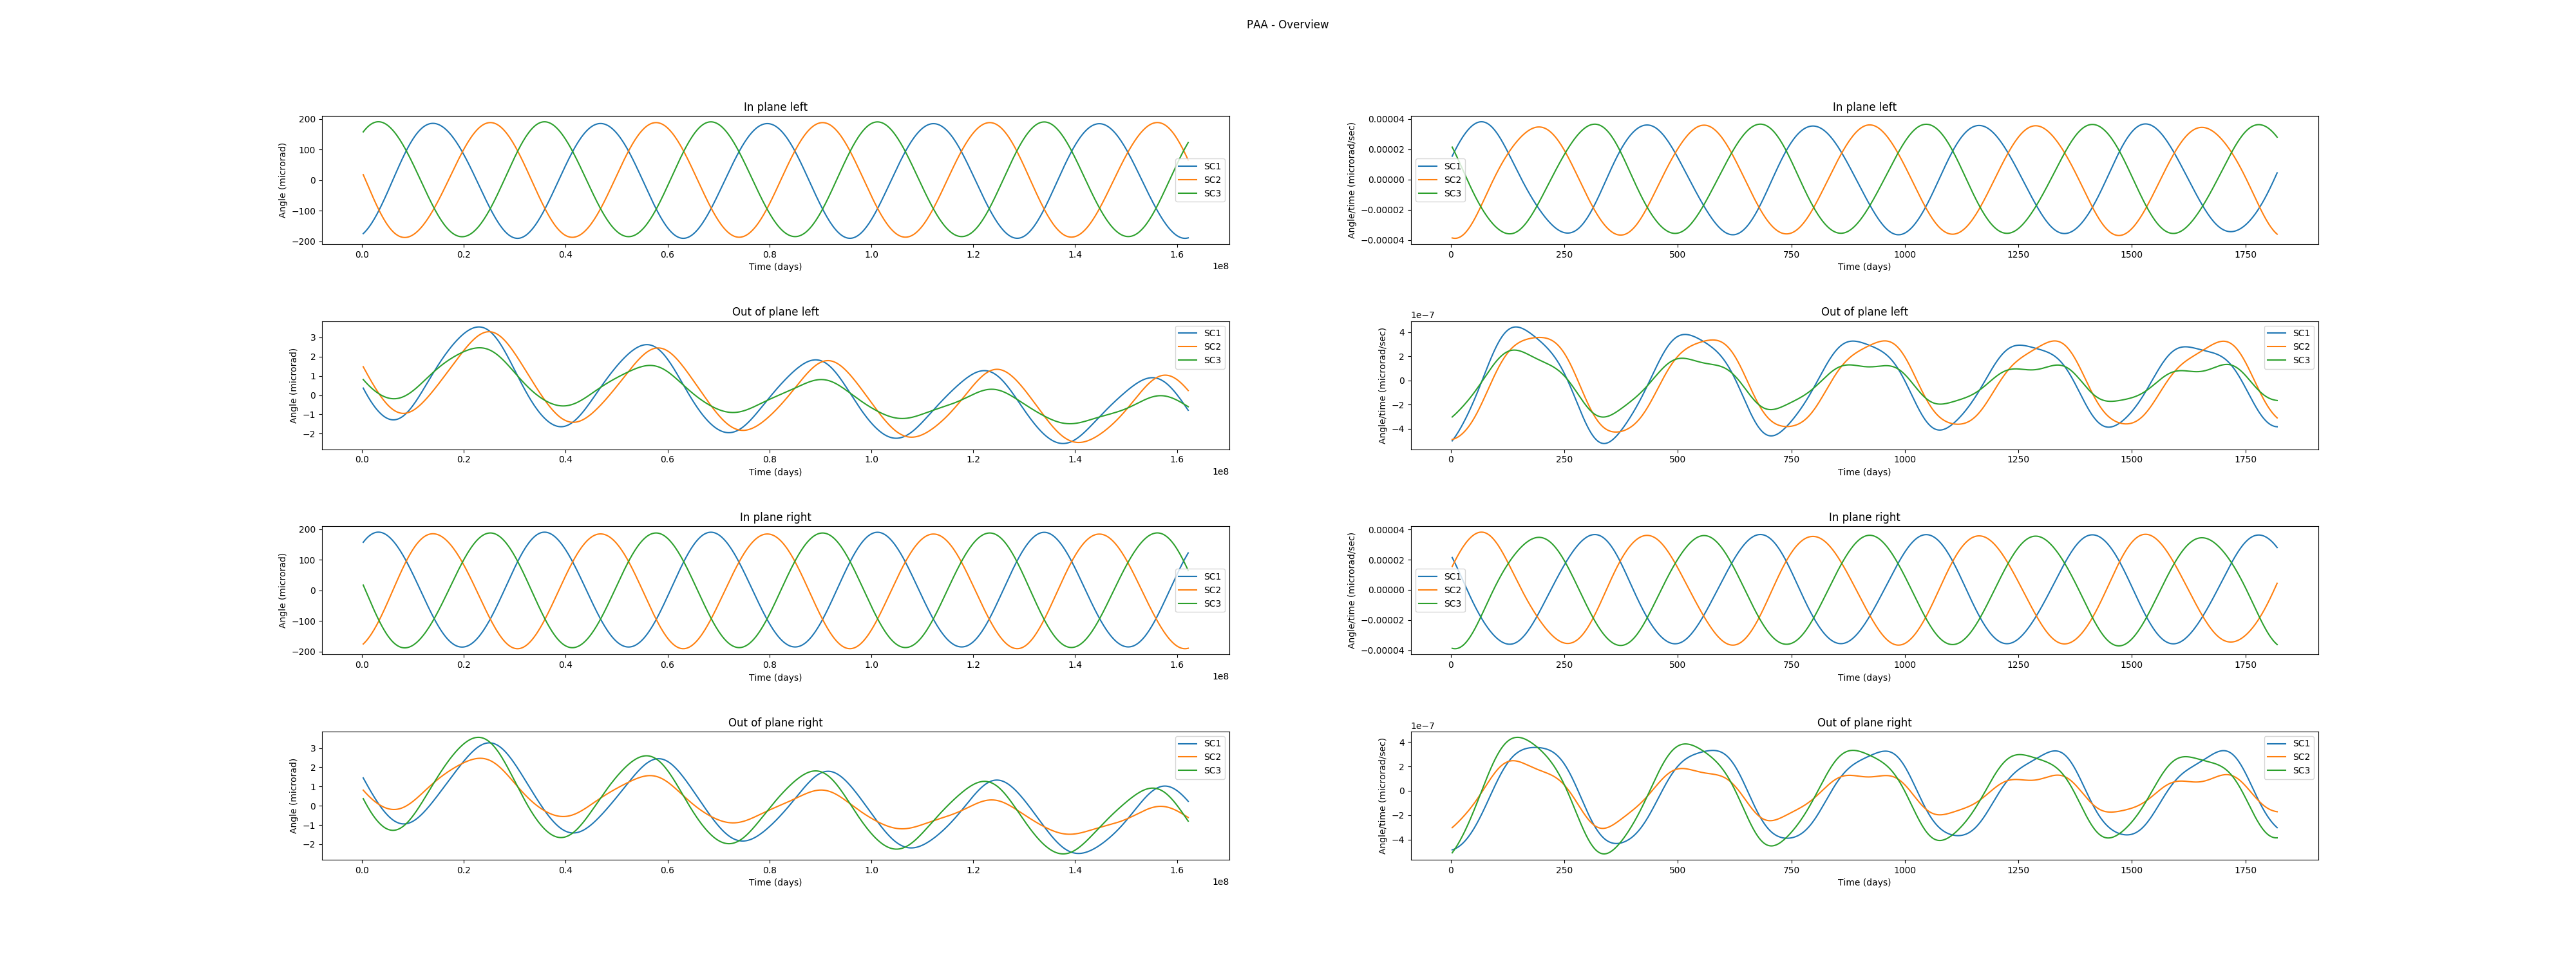 PAA - Overview
In plane left
Angle (microrad)
200
100
0
−100
−200
SC1
SC2
SC3
0.0 0.2 0.4 0.6 0.8 1.0 1.2 1.4 1.6
Time (days)
1e8
In plane left
Angle/time (microrad/sec)
0.00004
0.00002
0.00000
−0.00002
−0.00004
SC1
SC2
SC3
0 250 500 750 1000 1250 1500 1750
Time (days)
Out of plane left
Angle (microrad)
3
2
1
0
−1
−2
SC1
SC2
SC3
0.0 0.2 0.4 0.6 0.8 1.0 1.2 1.4 1.6
Time (days)
1e8
Out of plane left
1e−7
Angle/time (microrad/sec)
4
2
0
−2
−4
SC1
SC2
SC3
0 250 500 750 1000 1250 1500 1750
Time (days)
In plane right
Angle (microrad)
200
100
0
−100
−200
SC1
SC2
SC3
0.0 0.2 0.4 0.6 0.8 1.0 1.2 1.4 1.6
Time (days)
1e8
In plane right
Angle/time (microrad/sec)
0.00004
0.00002
0.00000
−0.00002
−0.00004
SC1
SC2
SC3
0 250 500 750 1000 1250 1500 1750
Time (days)
Out of plane right
Angle (microrad)
3
2
1
0
−1
−2
SC1
SC2
SC3
0.0 0.2 0.4 0.6 0.8 1.0 1.2 1.4 1.6
Time (days)
1e8
Out of plane right
1e−7
Angle/time (microrad/sec)
4
2
0
−2
−4
SC1
SC2
SC3
0 250 500 750 1000 1250 1500 1750
Time (days)